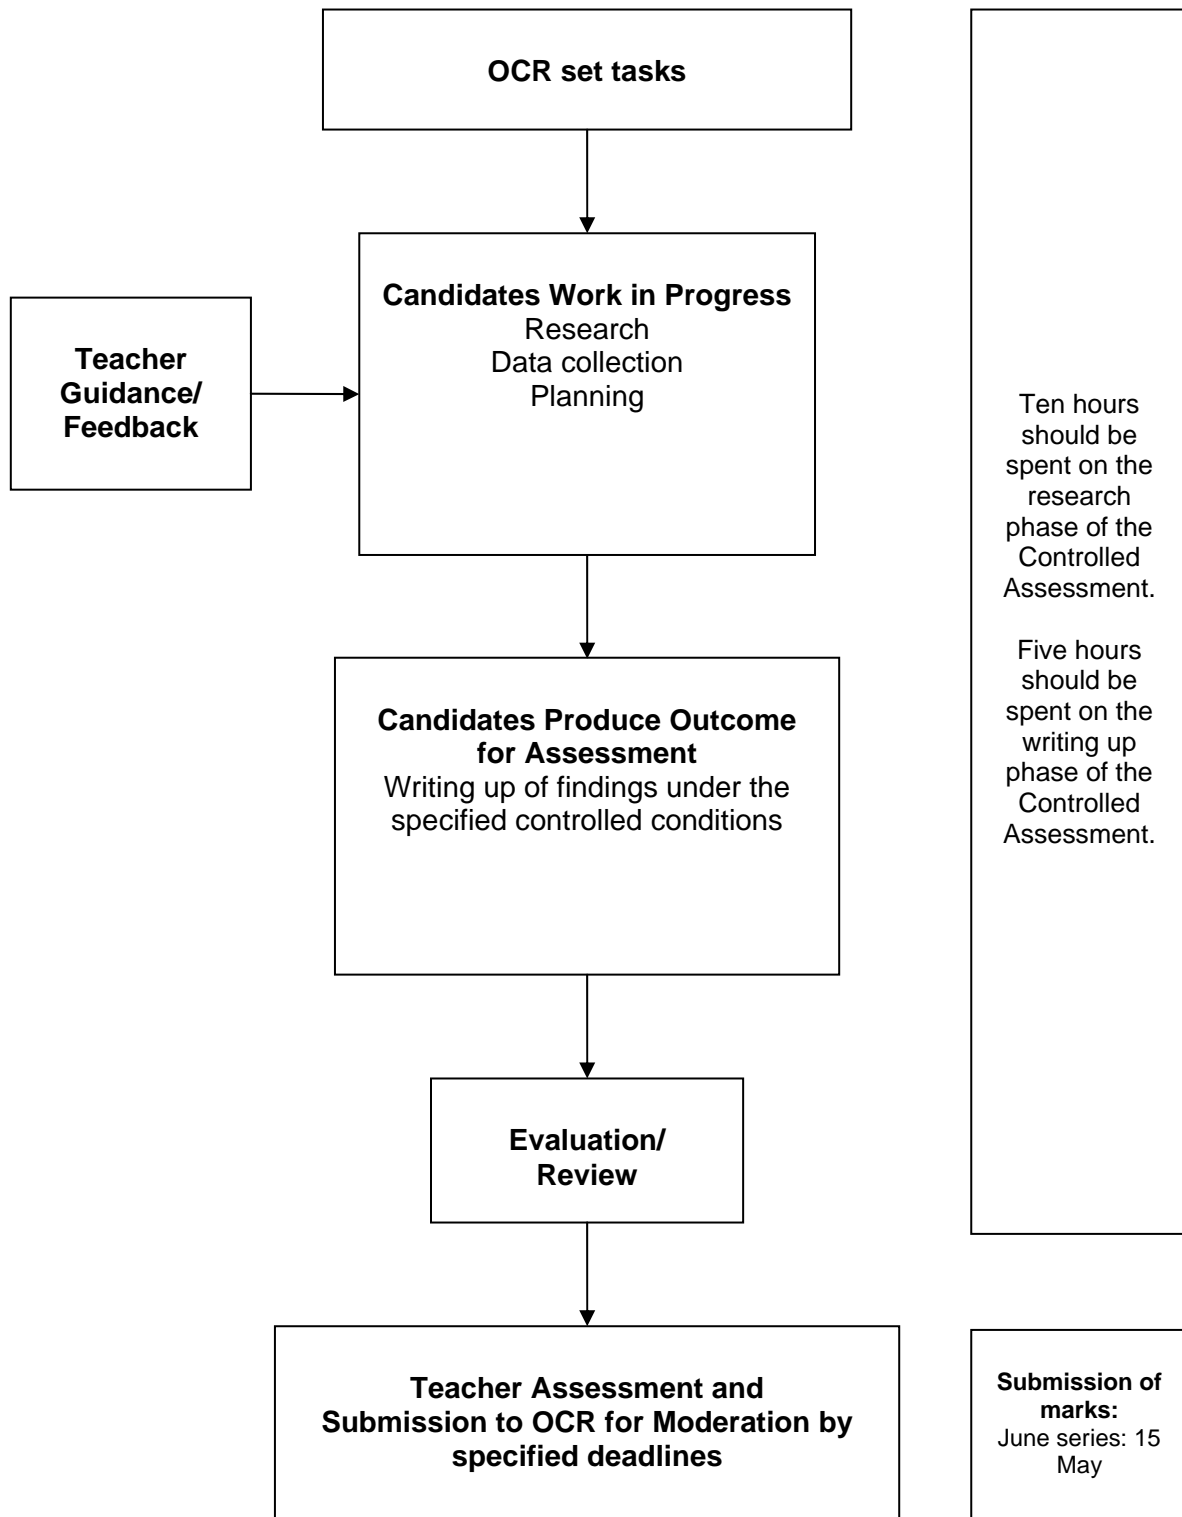 OCR set tasks
Candidates Work in Progress
Research
Data collection
Planning
Teacher
Guidance/
Feedback
Candidates Produce Outcome
for Assessment
Writing up of findings under the
specified controlled conditions
Evaluation/
Review
Teacher Assessment and
Submission to OCR for Moderation by
specified deadlines
Ten hours
should be
spent on the
research
phase of the
Controlled
Assessment.
Five hours
should be
spent on the
writing up
phase of the
Controlled
Assessment.
Submission of
marks:
June series: 15
May